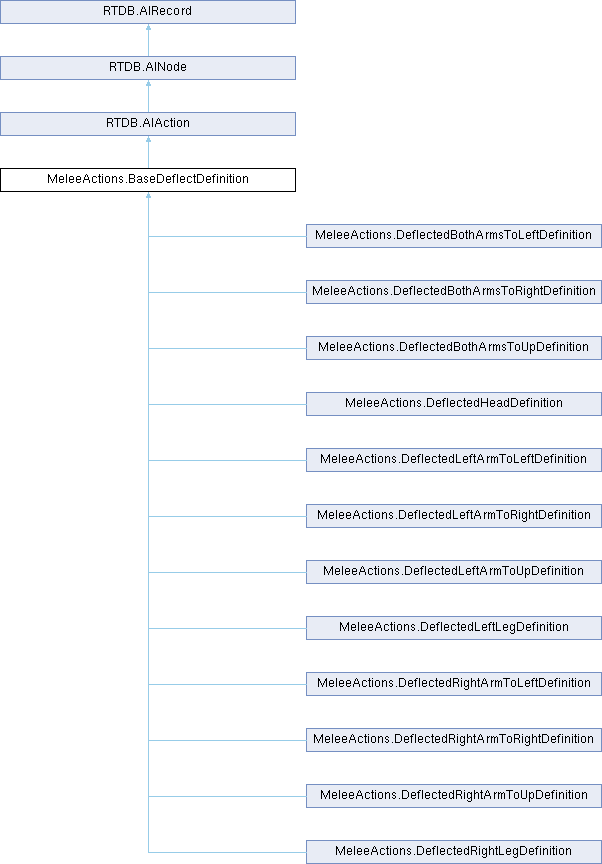 RTDB.AIRecord
RTDB.AINode
RTDB.AIAction
MeleeActions.BaseDeflectDefinition
MeleeActions.DeflectedBothArmsToLeftDefinition
MeleeActions.DeflectedBothArmsToRightDefinition
MeleeActions.DeflectedBothArmsToUpDefinition
MeleeActions.DeflectedHeadDefinition
MeleeActions.DeflectedLeftArmToLeftDefinition
MeleeActions.DeflectedLeftArmToRightDefinition
MeleeActions.DeflectedLeftArmToUpDefinition
MeleeActions.DeflectedLeftLegDefinition
MeleeActions.DeflectedRightArmToLeftDefinition
MeleeActions.DeflectedRightArmToRightDefinition
MeleeActions.DeflectedRightArmToUpDefinition
MeleeActions.DeflectedRightLegDefinition